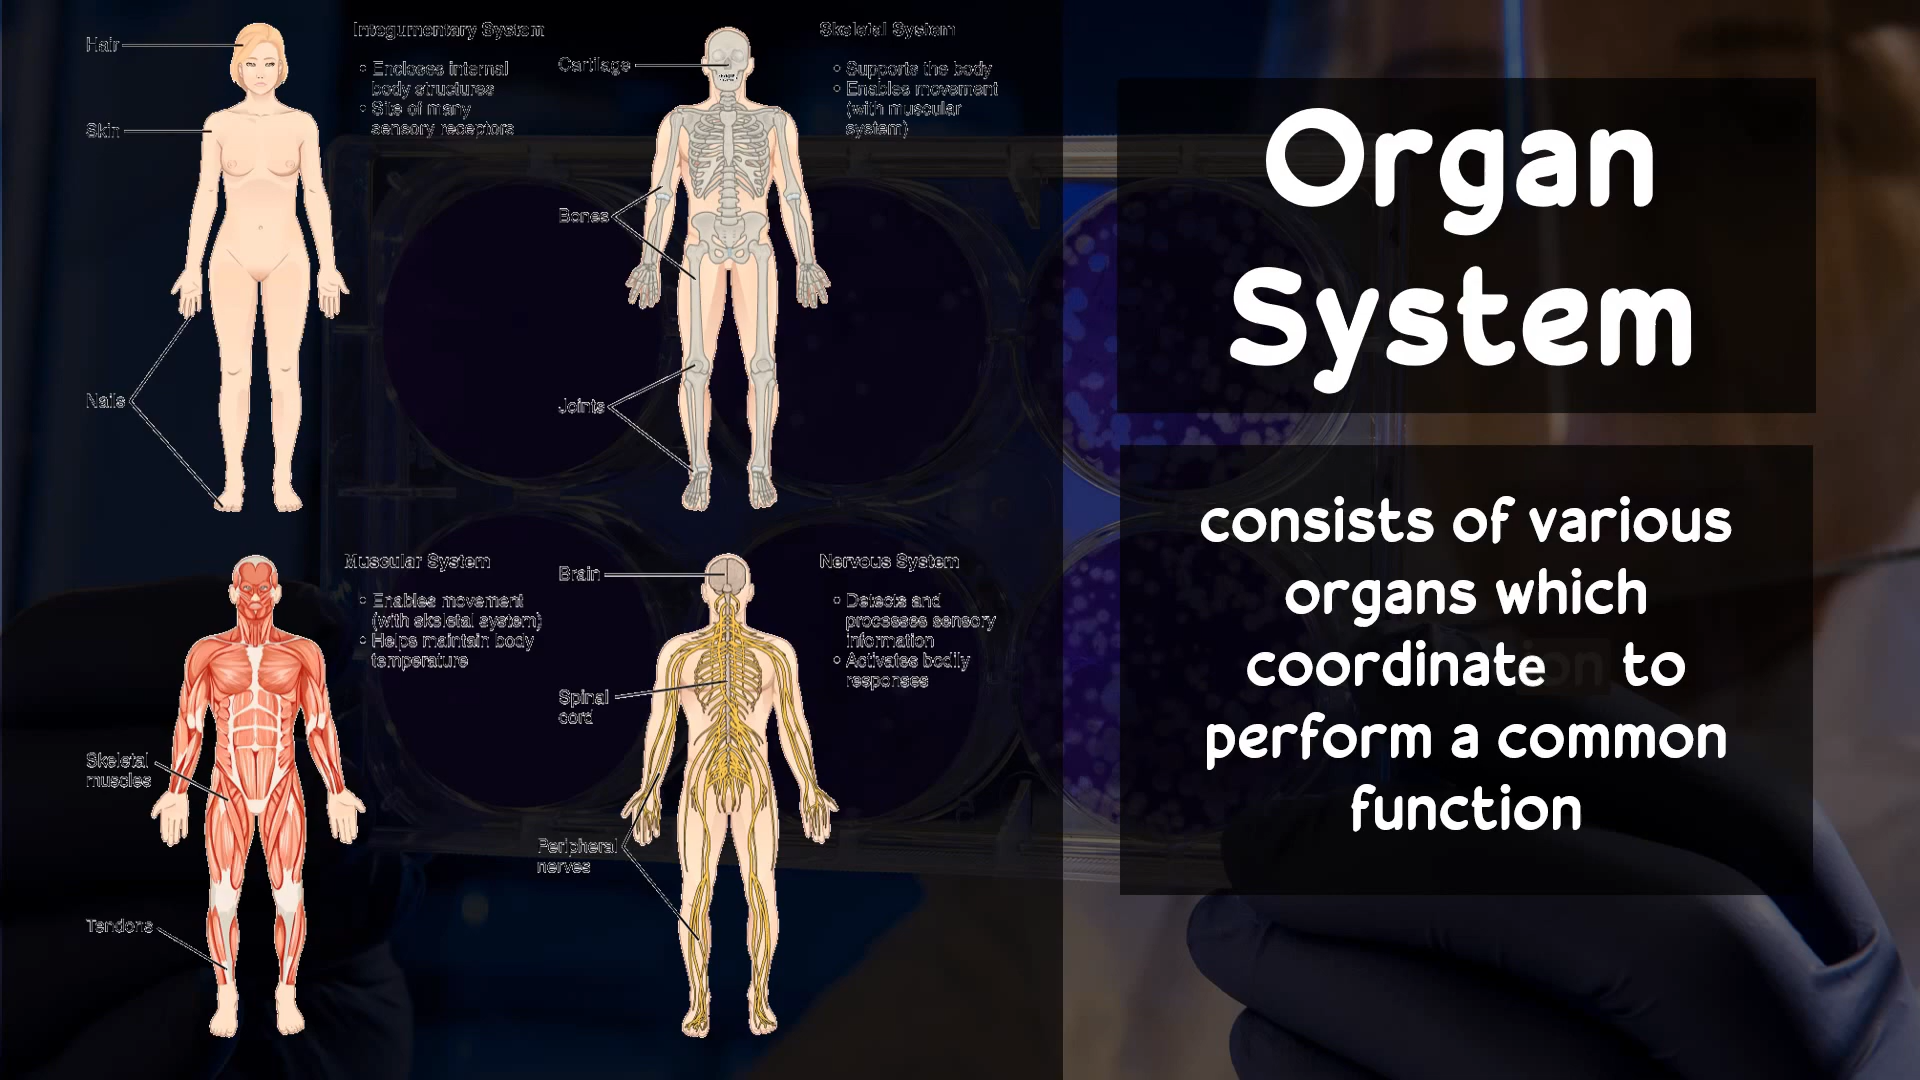 Hair
Skin
Nails
Integumentary System
◦ Encloses internal
body structures
◦ Site of many
sensory receptors
Cartilage
Bones
Joints
Skeletal System
◦ Supports the body
◦ Enables movement
(with muscular
system)
Skeletal
muscles
Tendons
Muscular System
◦ Enables movement
(with skeletal system)
◦ Helps maintain body
temperature
Brain
Spinal
cord
Peripheral
nerves
Nervous System
◦ Detects and
processes sensory
information
◦ Activates bodily
responses
Organ
System
consists of various
organs which
coordinate ion to
perform a common
function